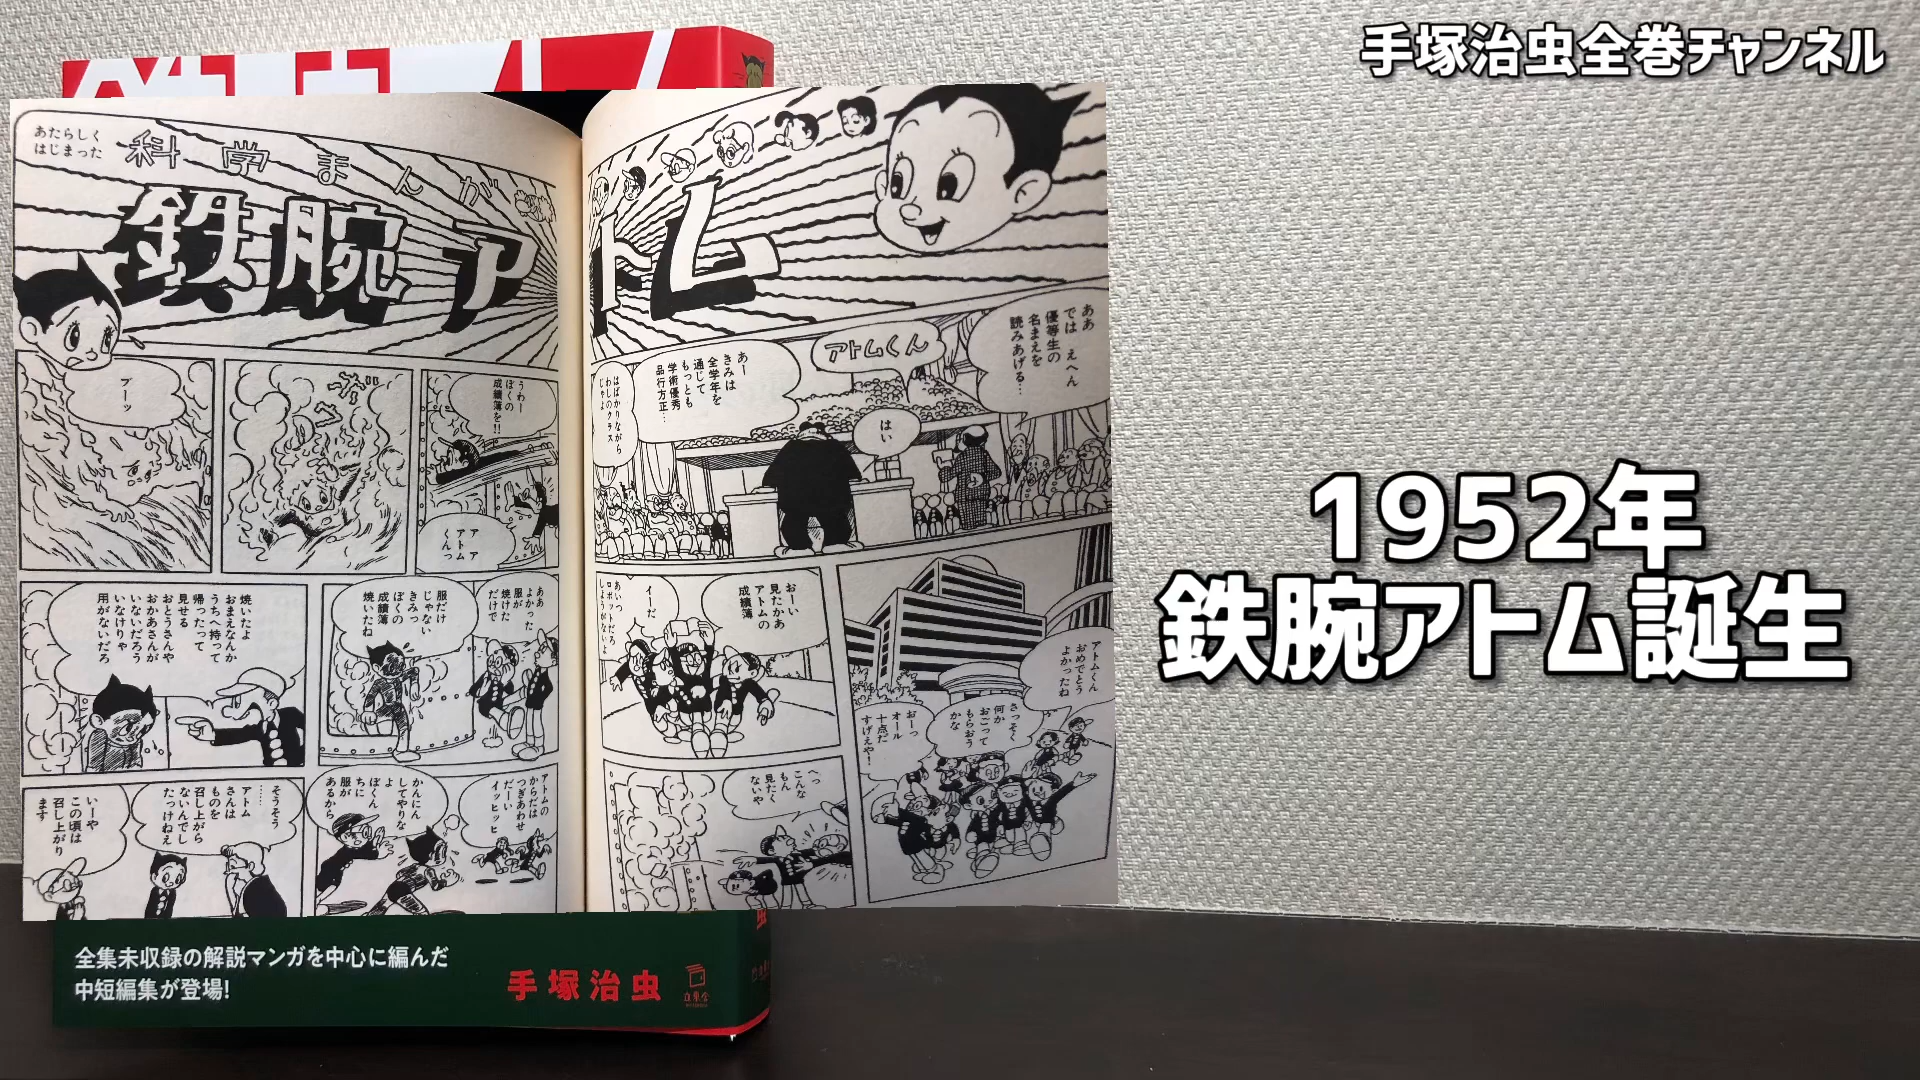 手塚治虫全巻チャンネル
1952年
鉄腕アトム誕生
あたらしく
はじまった
科学まんが
鉄腕アトム
ああ
では えへん
優等生の
名まえを
読みあげる…
アトムくん
はい
あー
きみは
全学年を
通じて
もっとも
学術優秀
品行方正…
はばかりながら
わしのクラス
じゃよ
アトムくん
おめでとう
よかったね
さっそく
何か
おごって
もらおう
かな
おーっ
オール
十点だ
すげえや!
おーい
見たかあ
アトムの
成績簿
イーだ
あいつ
ロボットだろ
しょうがないよ
へっ
こんな
もん
見たく
ないや
うわー
ぼくの
成績簿を!!
ア ア
アトム
くんっ
ブーッ
ああ
よかった
服が
焼けた
だけで
服だけ
じゃない
きみっ
ぼくの
成績簿
焼いたね
焼いたよ
おまえなんか
うちへ持って
帰ったって
見せる
おとうさんや
おかあさんが
いないだろう
いなけりゃ
用がないだろ
アトムの
からだは
つぎあわせ
だーい
イッヒッヒ
かんにん
してやりな
よ
ぼくん
ちに
服が
あるから
そうそう
……
アトム
さんは
ものを
召し上がら
ないんでし
たっけねえ
いーや
この頃は
召し上がり
ます
全集未収録の解説マンガを中心に編んだ
中短編集が登場!
手塚治虫
立東舎